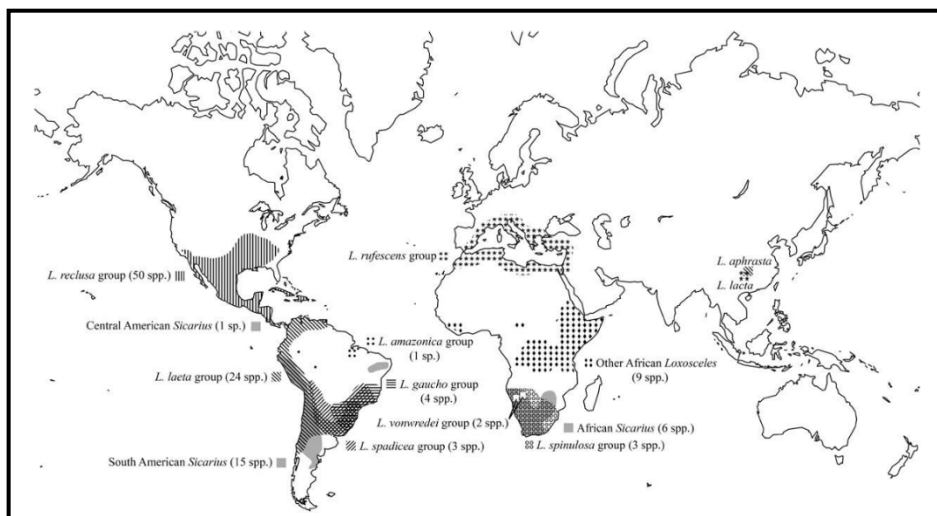 L. rufescens group
L. aphrasta
L. lacta
L. reclusa group (50 spp.)
Central American Sicarius (1 sp.)
L. amazonica group
(1 sp.)
Other African Loxosceles
(9 spp.)
L. laeta group (24 spp.)
L. gaucho group
(4 spp.)
L. vonwredei group (2 spp.)
African Sicarius (6 spp.)
L. spadicea group (3 spp.)
L. spinulosa group (3 spp.)
South American Sicarius (15 spp.)